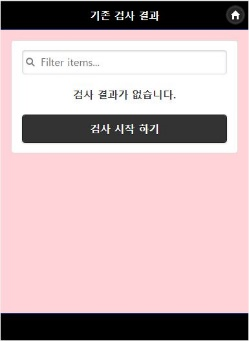 기존 검사 결과
Filter items...
검사 결과가 없습니다.
검사 시작 하기